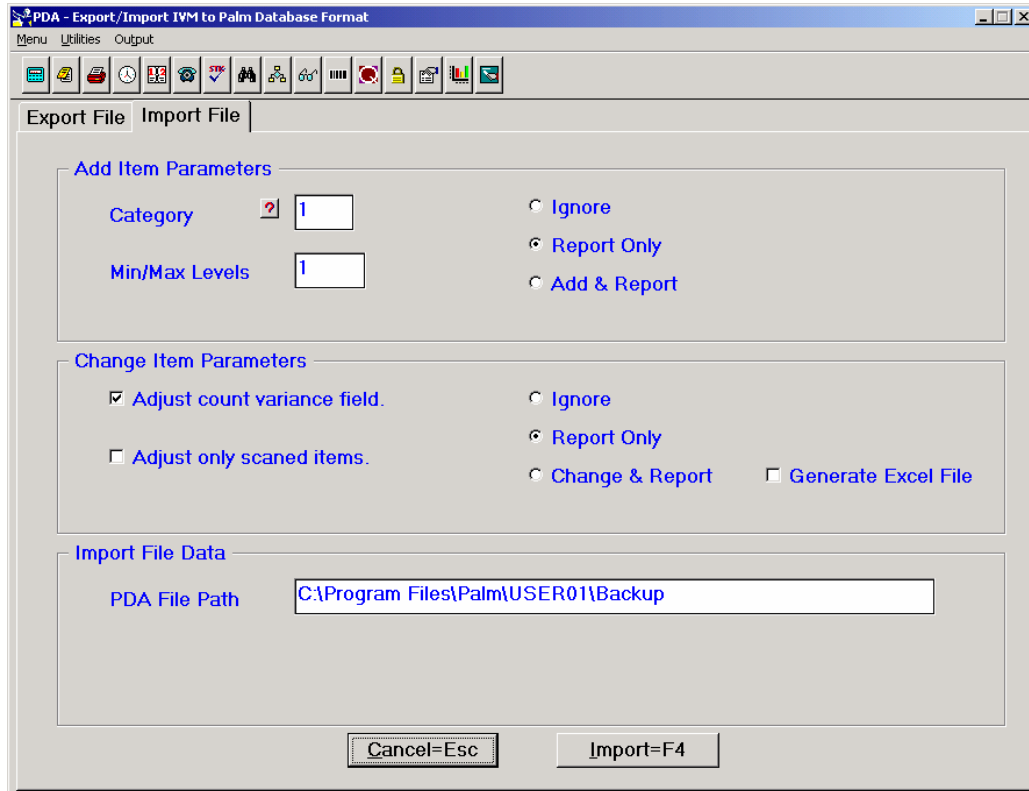 PDA - Export/Import IVM to Palm Database Format
Menu Utilities Output
Export File Import File
Add Item Parameters
Category ? 1 Ignore
Report Only
Min/Max Levels 1
Add & Report
Change Item Parameters
Adjust count variance field. Ignore
Report Only
Adjust only scaned items.
Change & Report Generate Excel File
Import File Data
PDA File Path C:\Program Files\Palm\USER01\Backup
Cancel=Esc Import=F4